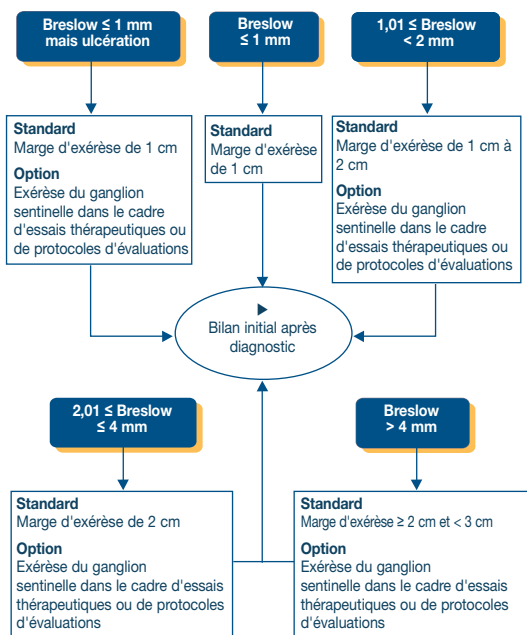 Breslow ≤ 1 mm
mais ulcération
Breslow
≤ 1 mm
1,01 ≤ Breslow
< 2 mm
Standard
Marge d'exérèse de 1 cm
Option
Exérèse du ganglion
sentinelle dans le cadre
d'essais thérapeutiques ou
de protocoles d'évaluations
Standard
Marge d'exérèse
de 1 cm
Standard
Marge d'exérèse de 1 cm à
2 cm
Option
Exérèse du ganglion
sentinelle dans le cadre
d'essais thérapeutiques ou
de protocoles d'évaluations
Bilan initial après
diagnostic
2,01 ≤ Breslow
≤ 4 mm
Breslow
> 4 mm
Standard
Marge d'exérèse de 2 cm
Option
Exérèse du ganglion
sentinelle dans le cadre d'essais
thérapeutiques ou de protocoles
d'évaluations
Standard
Marge d'exérèse ≥ 2 cm et < 3 cm
Option
Exérèse du ganglion
sentinelle dans le cadre d'essais
thérapeutiques ou de protocoles
d'évaluations